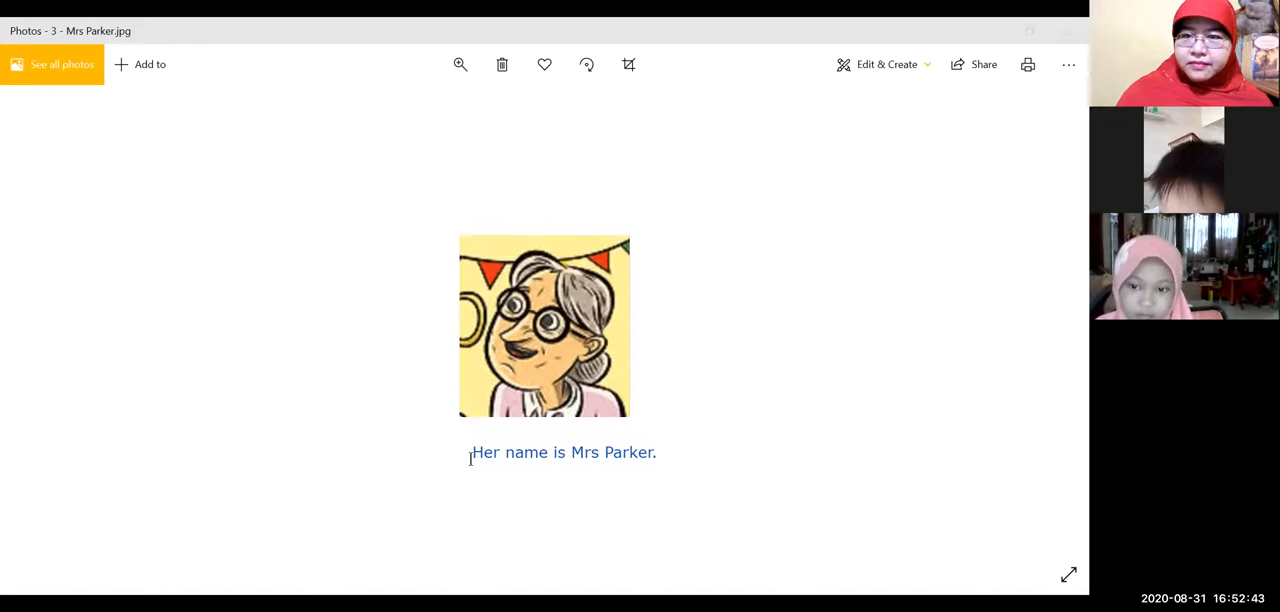 Photos - 3 - Mrs Parker.jpg
See all photos
Add to
Edit & Create
Share
Her name is Mrs Parker.
2020-08-31 16:52:43